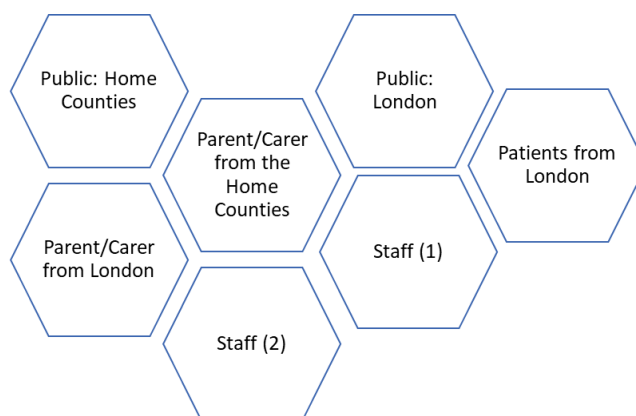 Public: Home
Counties
Public:
London
Parent/Carer
from the
Home
Counties
Patients from
London
Parent/Carer
from London
Staff (1)
Staff (2)